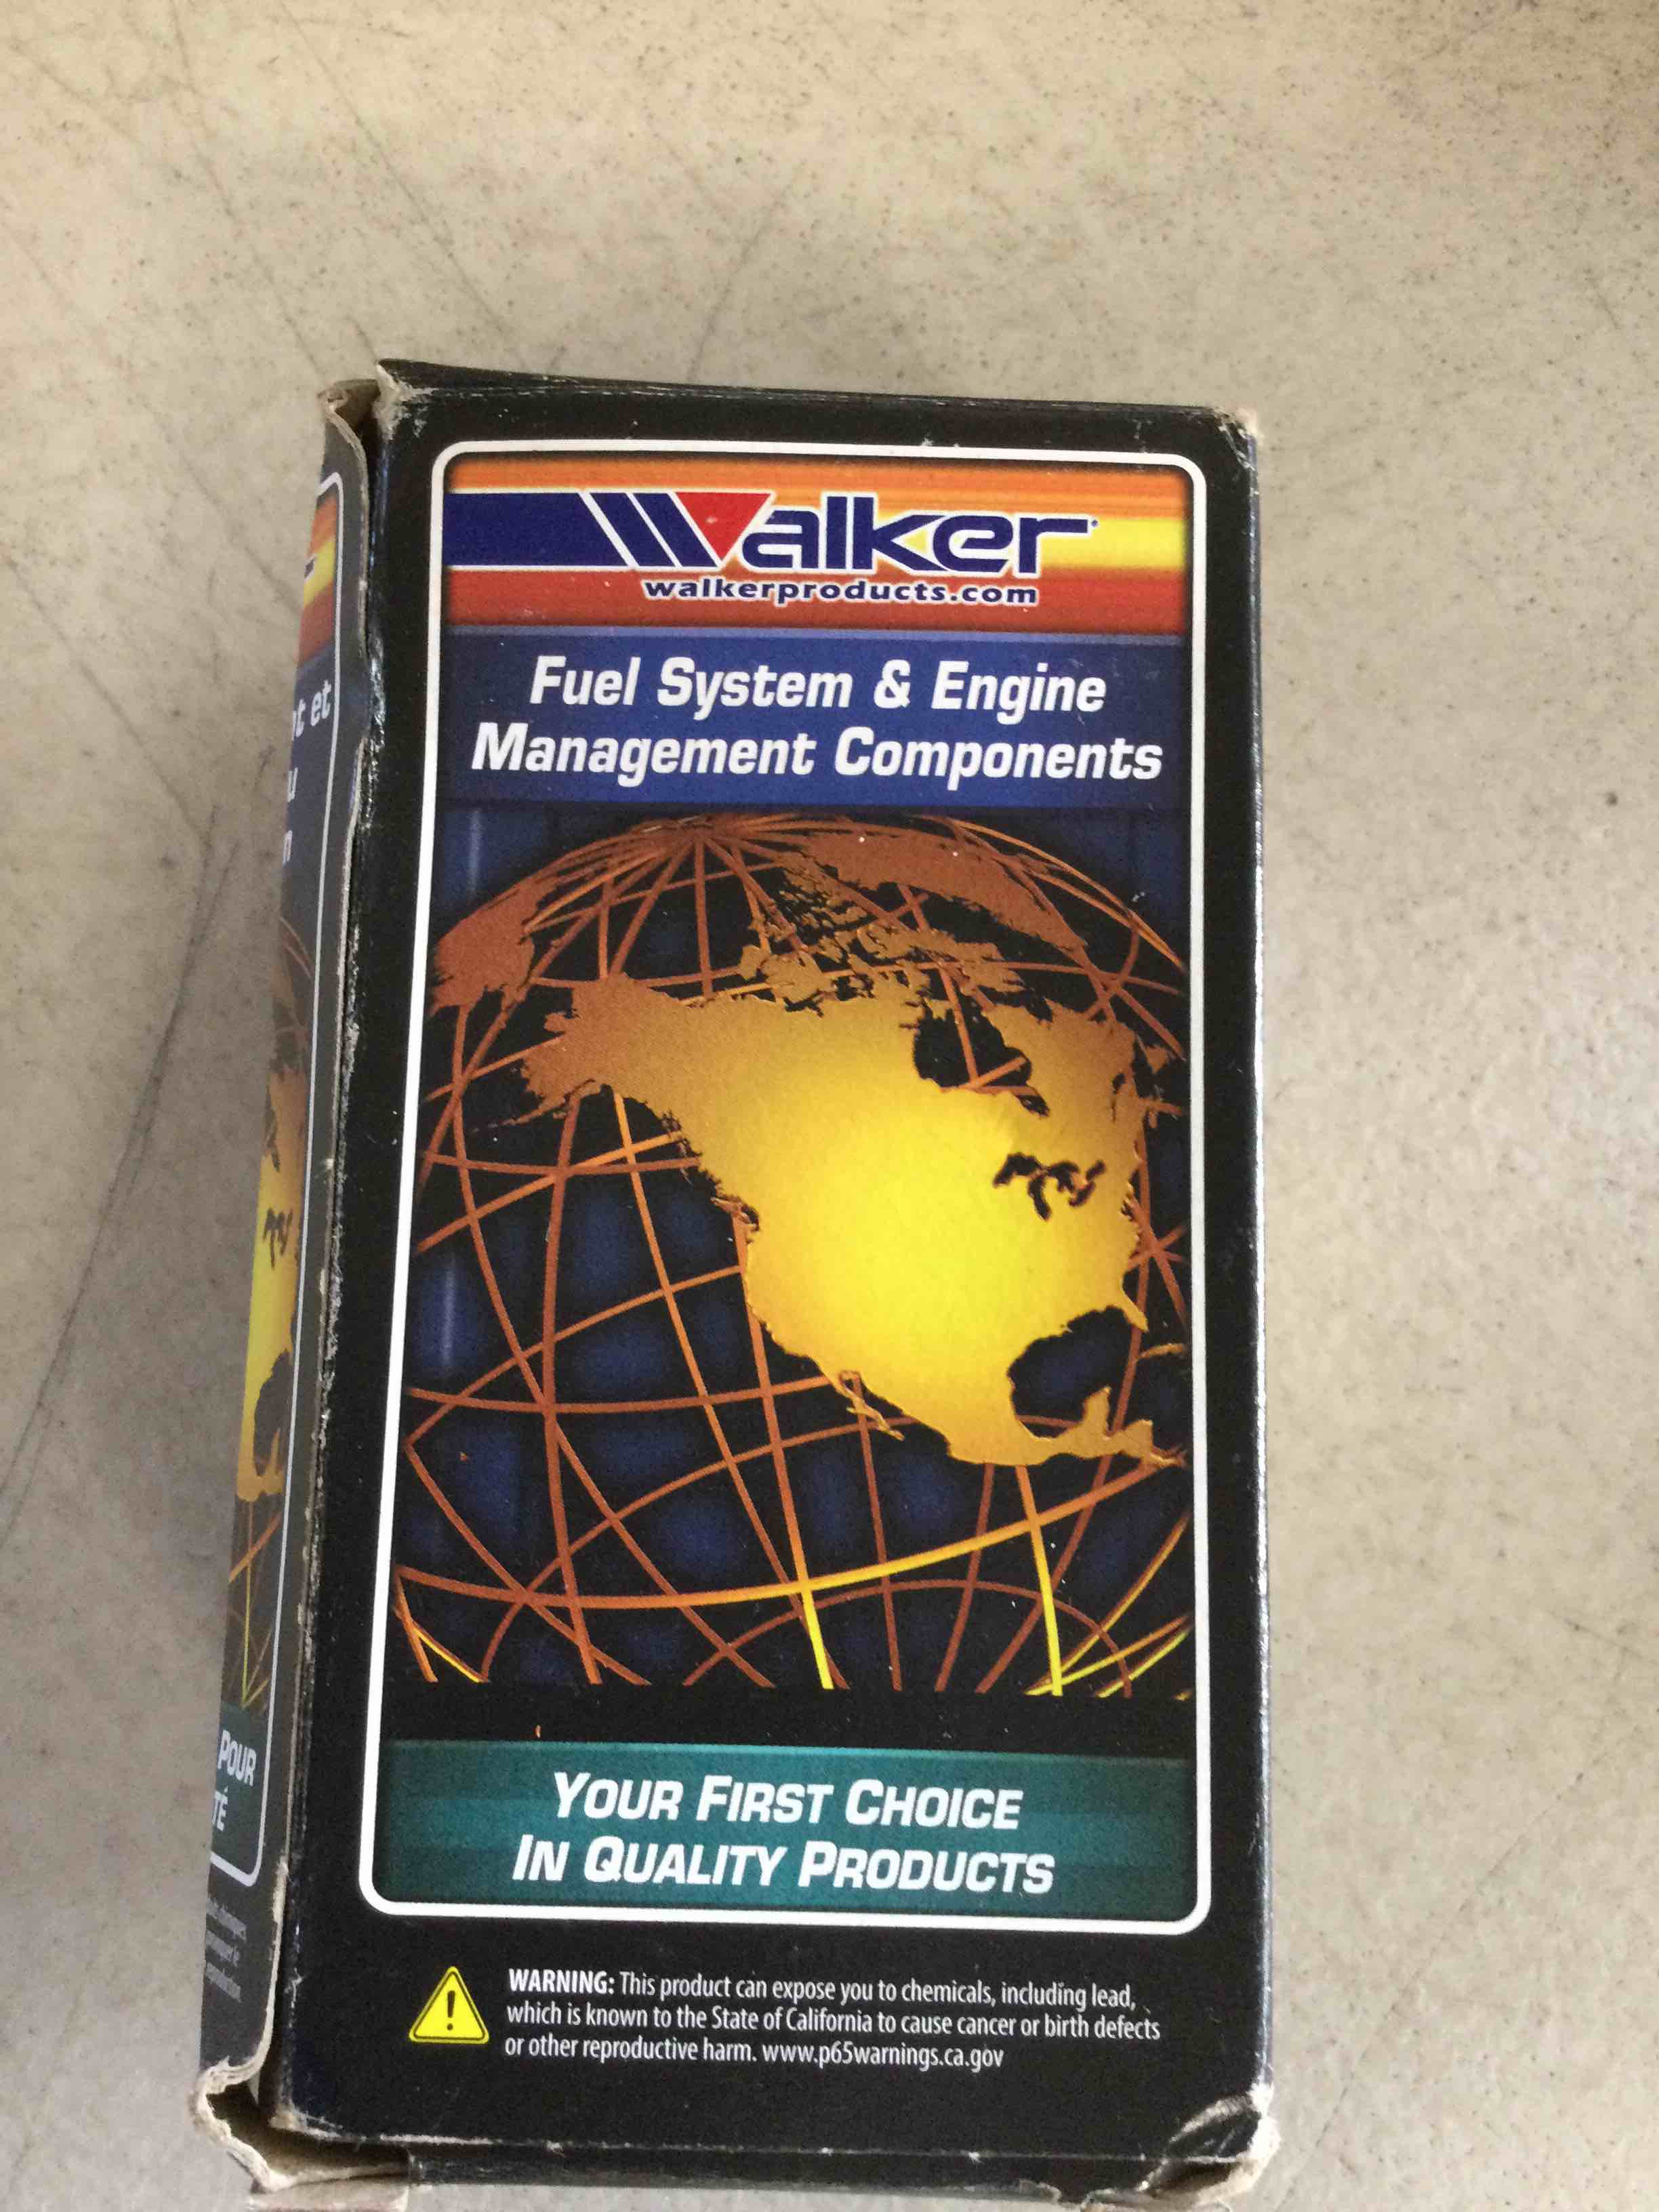 Walker
walkerproducts.com
Fuel System & Engine
Management Components
YOUR FIRST CHOICE
IN QUALITY PRODUCTS
WARNING: This product can expose you to chemicals, including lead,
which is known to the State of California to cause cancer or birth defects
or other reproductive harm. www.p65warnings.ca.gov
et
POUR